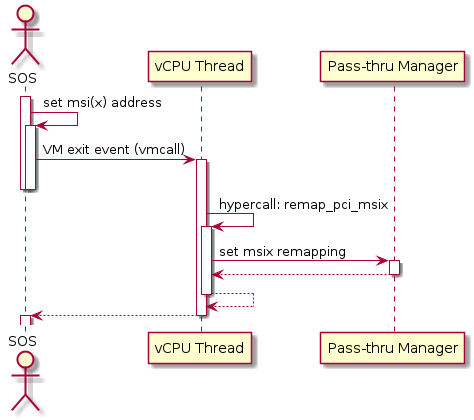 SOS
vCPU Thread
Pass-thru Manager
set msi(x) address
VM exit event (vmcall)
hypercall: remap_pci_msix
set msix remapping
SOS
vCPU Thread
Pass-thru Manager